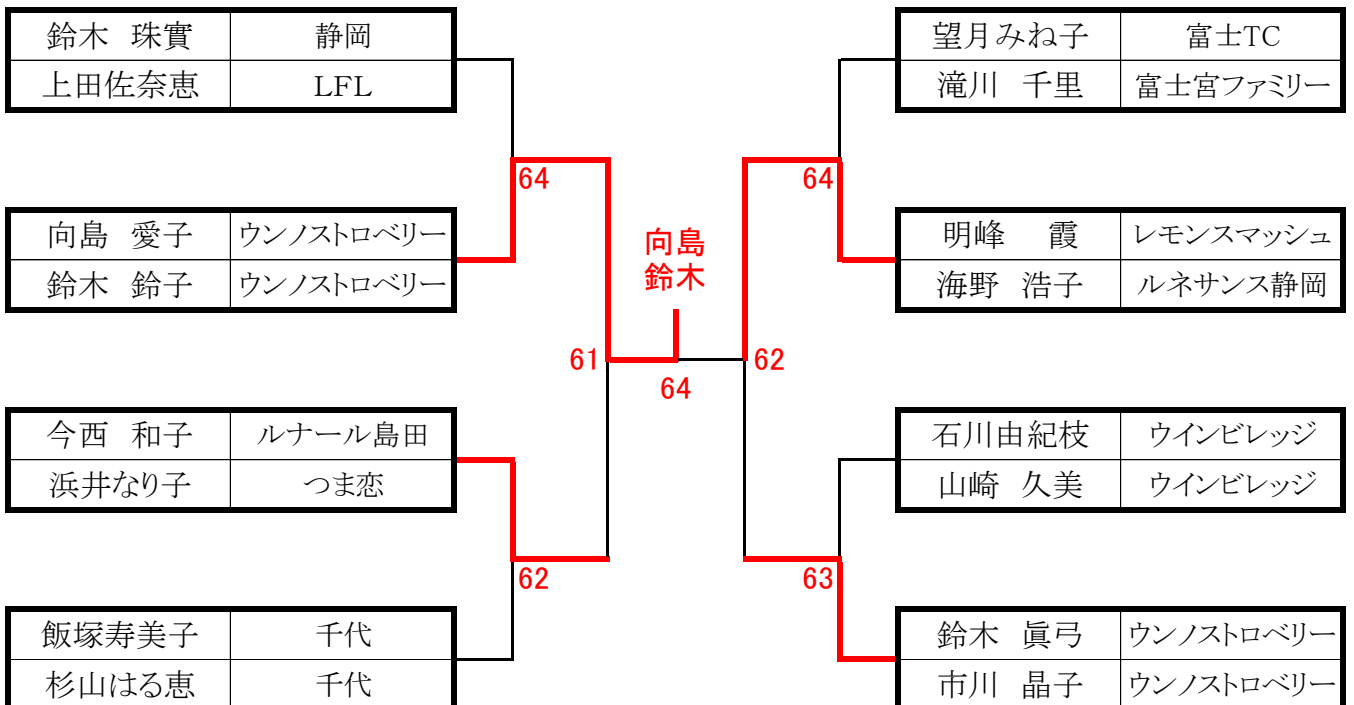 鈴木 珠實 静岡
上田佐奈恵 LFL
向島 愛子 ウンノストロベリー
鈴木 鈴子 ウンノストロベリー
今西 和子 ルナール島田
浜井なり子 つま恋
飯塚寿美子 千代
杉山はる恵 千代
64
62
61
向島
鈴木
64
62
64
63
望月みね子 富士TC
滝川 千里 富士宮ファミリー
明峰 霞 レモンスマッシュ
海野 浩子 ルネサンス静岡
石川由紀枝 ウインビレッジ
山崎 久美 ウインビレッジ
鈴木 眞弓 ウンノストロベリー
市川 晶子 ウンノストロベリー